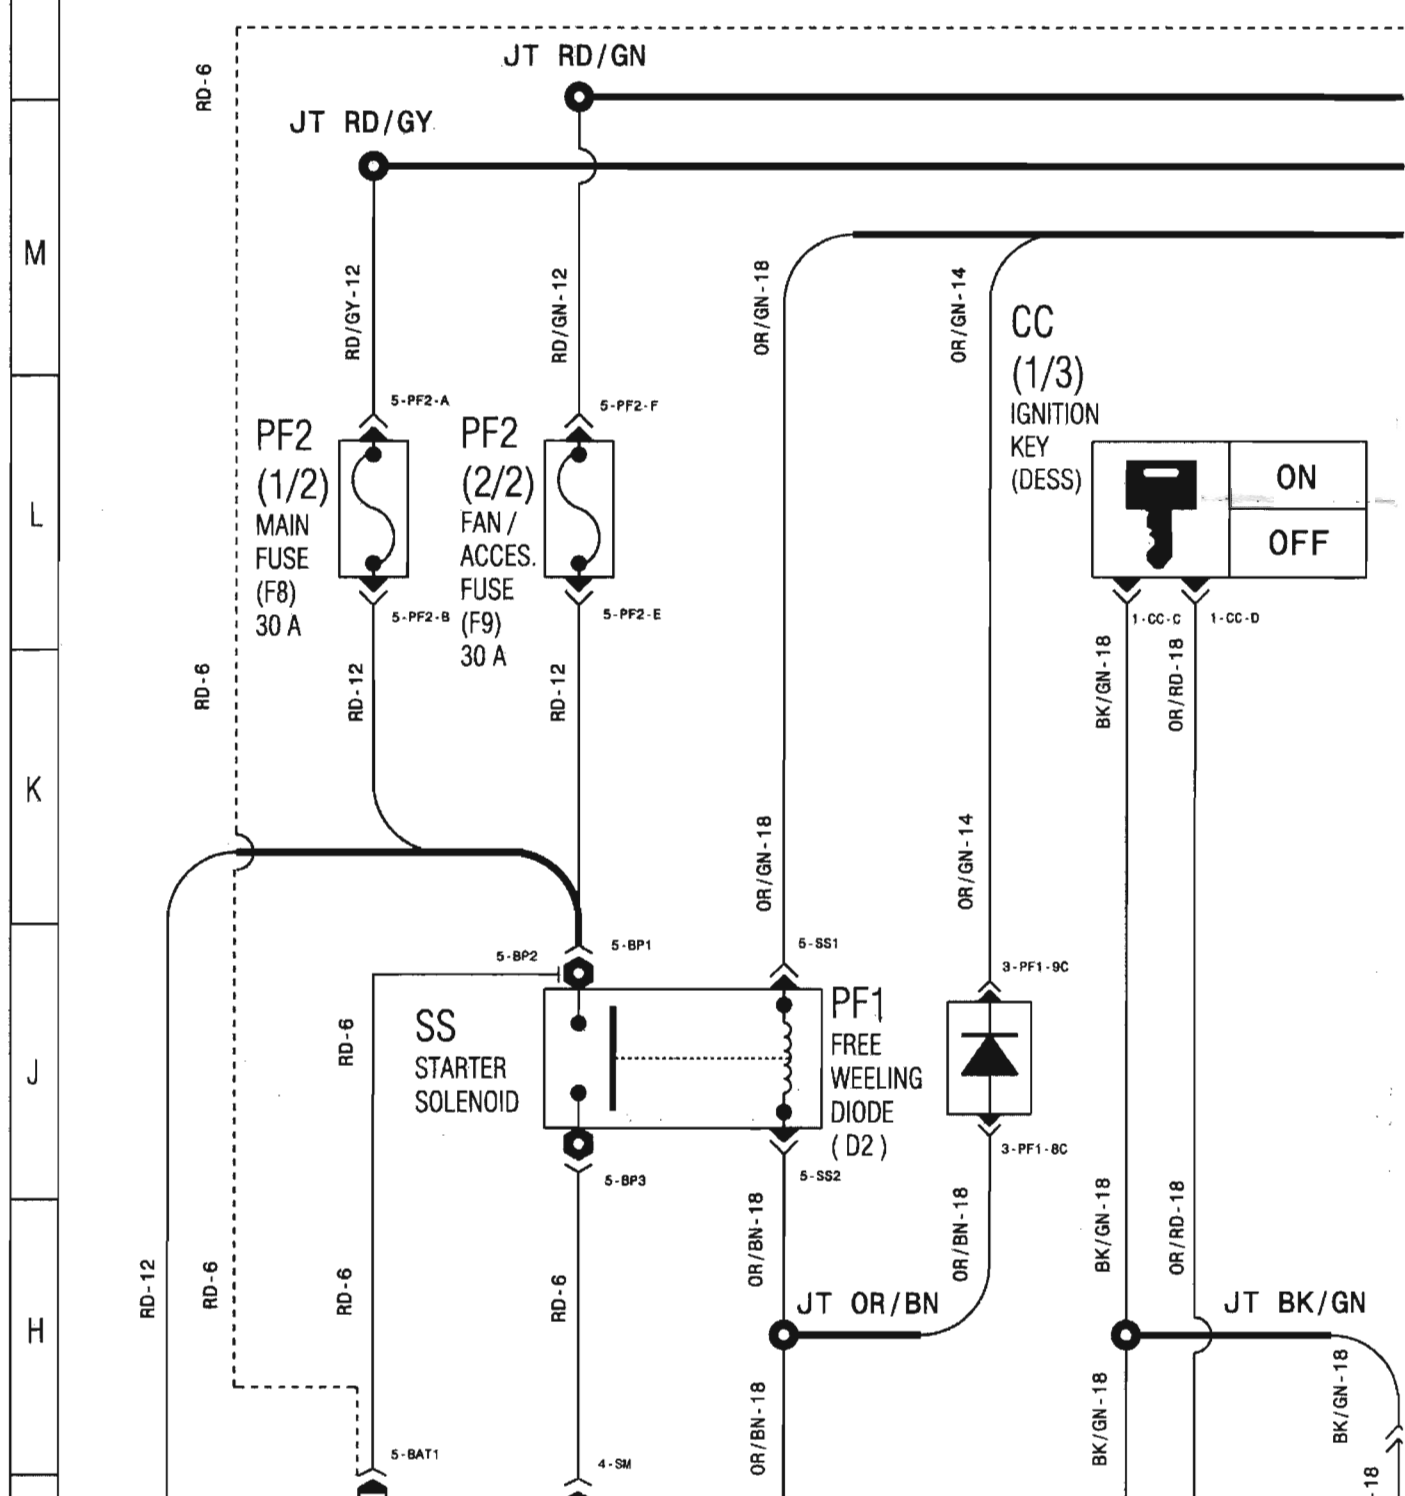 JT RD/GN
RD-6
JT RD/GY
M
RD/GY-12
RD/GN-12
OR/GN-18
OR/GN-14
CC
(1/3)
IGNITION
KEY
(DESS)
ON
OFF
5-PF2-A
5-PF2-F
PF2
(1/2)
MAIN
FUSE
(F8)
30 A
PF2
(2/2)
FAN /
ACCES.
FUSE
(F9)
30 A
L
5-PF2-B
5-PF2-E
1-CC-C
1-CC-D
RD-6
RD-12
RD-12
BK/GN-18
OR/RD-18
K
OR/GN-18
OR/GN-14
5-BP2
5-BP1
5-SS1
3-PF1-9C
J
RD-6
SS
STARTER
SOLENOID
PF1
FREE
WEELING
DIODE
( D2 )
5-BP3
5-SS2
3-PF1-8C
OR/BN-18
OR/BN-18
BK/GN-18
OR/RD-18
H
RD-12
RD-6
RD-6
RD-6
JT OR/BN
JT BK/GN
OR/BN-18
BK/GN-18
BK/GN-18
5-BAT1
4-SM
-18